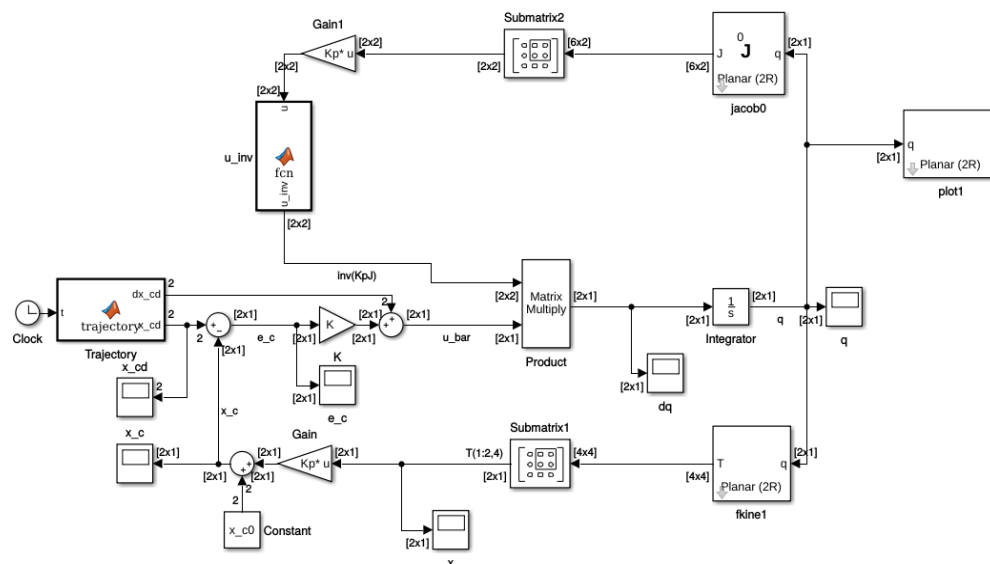 Gain1
Submatrix2
Kp* u
[2x2]
[2x2]
[2x2]
[6x2]
[6x2]
0
J
J
q
Planar (2R)
[2x1]
jacob0
[2x2]
u
fcn
u_inv
u_inv
[2x2]
[2x1]
q
Planar (2R)
plot1
inv(KpJ)
Clock
t
trajectory
dx_cd
x_cd
2
2
Trajectory
2
+
−
[2x1]
[2x1]
e_c
[2x1]
K
K
[2x1]
2
+
+
[2x1]
u_bar
[2x2]
[2x1]
Matrix
Multiply
Product
[2x1]
[2x1]
1
s
Integrator
[2x1]
q
[2x1]
q
x_cd
2
[2x1]
e_c
[2x1]
dq
x_c
x_c
[2x1]
[2x1]
+
+
[2x1]
[2x1]
2
2
x_c0
Constant
Gain
Kp* u
[2x1]
T(1:2,4)
[2x1]
Submatrix1
[4x4]
[4x4]
T
q
Planar (2R)
[2x1]
fkine1
[2x1]